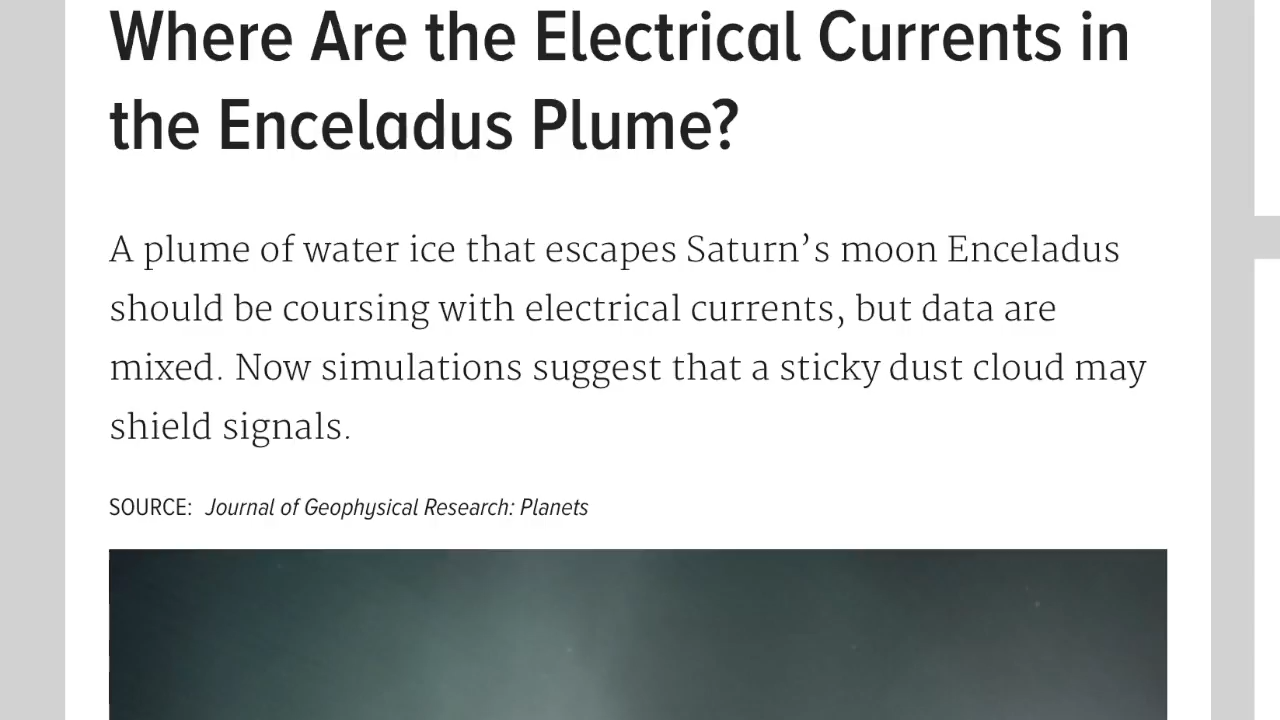 Where Are the Electrical Currents in
the Enceladus Plume?
A plume of water ice that escapes Saturn’s moon Enceladus
should be coursing with electrical currents, but data are
mixed. Now simulations suggest that a sticky dust cloud may
shield signals.
SOURCE: Journal of Geophysical Research: Planets